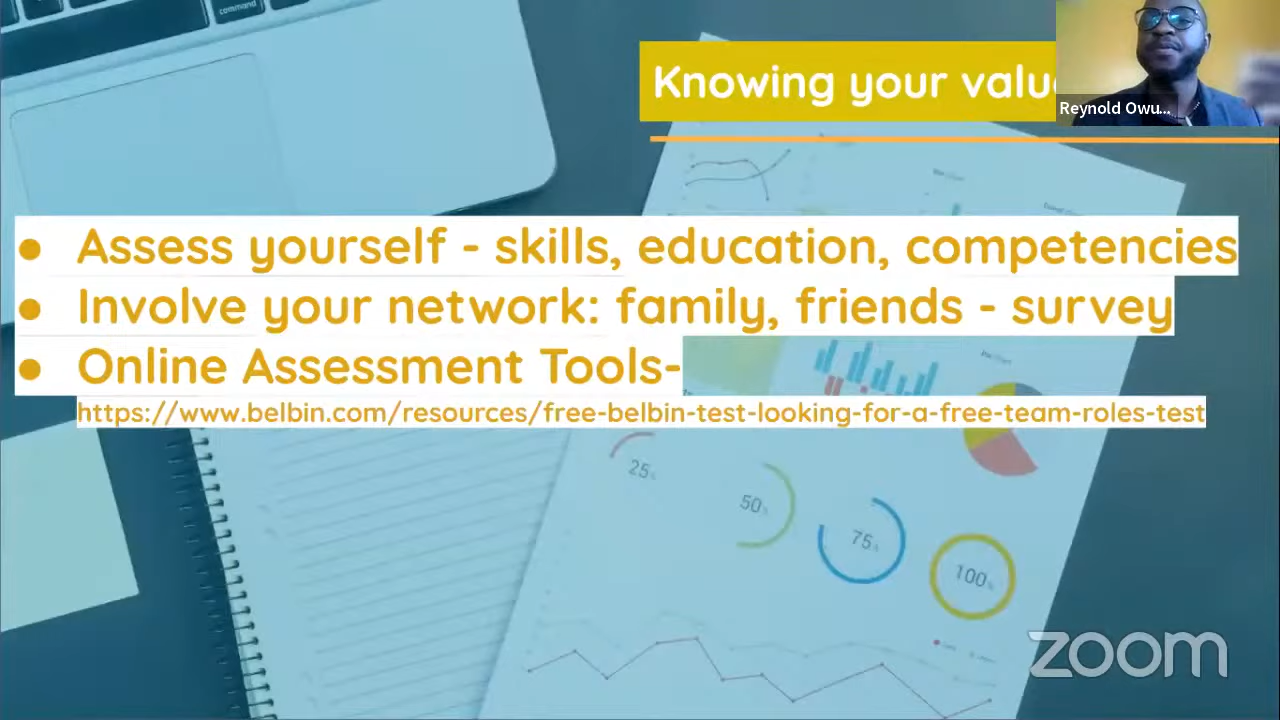 command
Knowing your valu
Reynold Owu...
● Assess yourself - skills, education, competencies
● Involve your network: family, friends - survey
● Online Assessment Tools-
https://www.belbin.com/resources/free-belbin-test-looking-for-a-free-team-roles-test
25%
50%
75%
100%
zoom